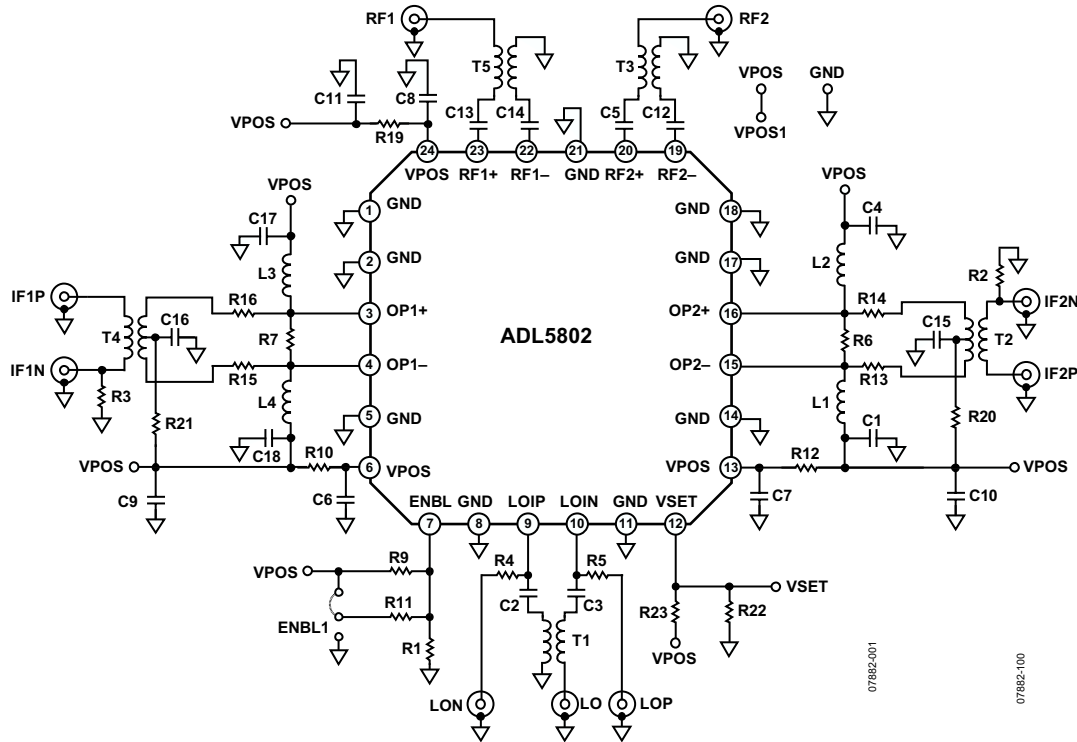 RF1
RF2
T5
T3
VPOS
GND
C11
C8
C13
C14
C5
C12
VPOS
R19
VPOS1
24
23
22
21
20
19
VPOS
RF1+
RF1–
GND
RF2+
RF2–
VPOS
VPOS
GND
1
GND
18
C17
C4
GND
2
GND
17
L3
L2
R2
IF1P
R16
OP1+
3
OP2+
16
R14
IF2N
C16
C15
T4
R7
ADL5802
R6
T2
IF1N
R15
OP1–
4
OP2–
15
R13
IF2P
R3
L4
L1
R21
GND
5
GND
14
C1
R20
C18
VPOS
R10
6
VPOS
VPOS
13
R12
VPOS
C9
C6
C7
C10
ENBL
GND
LOIP
LOIN
GND
VSET
7
8
9
10
11
12
VPOS
R9
R4
R5
VSET
R11
C2
C3
R23
R22
ENBL1
R1
T1
VPOS
LON
LO
LOP
07882-001
07882-100